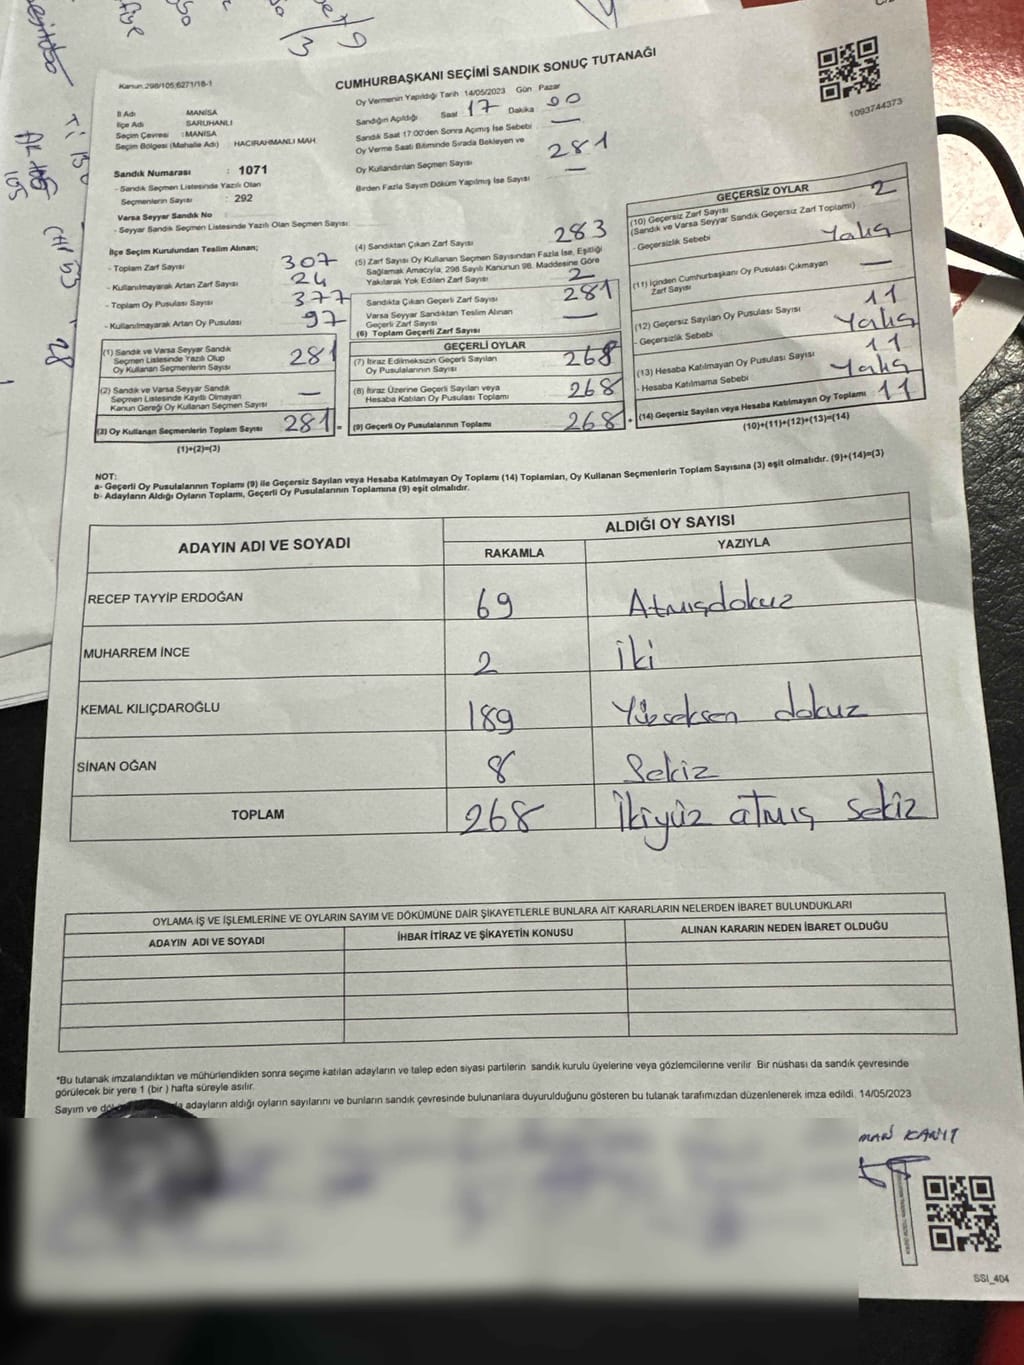 Kanun:298/105;6271/18-1
CUMHURBAŞKANI SEÇİMİ SANDIK SONUÇ TUTANAĞI
1093744373
İl Adı MANİSA
İlçe Adı SARUHANLI
Seçim Çevresi : MANİSA
Seçim Bölgesi (Mahalle Adı) HACIRAHMANLI MAH.
Sandık Numarası : 1071
- Sandık Seçmen Listesinde Yazılı Olan
Seçmenlerin Sayısı : 292
Varsa Seyyar Sandık No
- Seyyar Sandık Seçmen Listesinde Yazılı Olan Seçmen Sayısı
Oy Vermenin Yapıldığı Tarih 14/05/2023 Gün Pazar
Sandığın Açıldığı Saat 17 Dakika 00
Sandık Saat 17:00'den Sonra Açımış İse Sebebi —
Oy Verme Saati Bitiminde Sırada Bekleyen ve
Oy Kullandırılan Seçmen Sayısı 281
Birden Fazla Sayım Döküm Yapılmış İse Sayısı —
İlçe Seçim Kurulundan Teslim Alınan;
- Toplam Zarf Sayısı 307
- Kullanılmayarak Artan Zarf Sayısı 24
- Toplam Oy Pusulası Sayısı 377
- Kullanılmayarak Artan Oy Pusulası 97
(1) Sandık ve Varsa Seyyar Sandık
Seçmen Listesinde Yazılı Olup
Oy Kullanan Seçmenlerin Sayısı 281
(2) Sandık ve Varsa Seyyar Sandık
Seçmen Listesinde Kayıtlı Olmayan
Kanun Gereği Oy Kullanan Seçmen Sayısı —
(3) Oy Kullanan Seçmenlerin Toplam Sayısı 281 =
(1)+(2)=(3)
(4) Sandıktan Çıkan Zarf Sayısı 283
(5) Zarf Sayısı Oy Kullanan Seçmen Sayısından Fazla İse, Eşitliği
Sağlamak Amacıyla, 298 Sayılı Kanunun 98. Maddesine Göre
Yakılarak Yok Edilen Zarf Sayısı 2
Sandıkta Çıkan Geçerli Zarf Sayısı 281
Varsa Seyyar Sandıktan Teslim Alınan
Geçerli Zarf Sayısı —
(6) Toplam Geçerli Zarf Sayısı
GEÇERLİ OYLAR
(7) İtiraz Edilmeksizin Geçerli Sayılan
Oy Pusulalarının Sayısı 268
(8) İtiraz Üzerine Geçerli Sayılan veya
Hesaba Katılan Oy Pusulası Toplamı 268
(9) Geçerli Oy Pusulalarının Toplamı 268 +
GEÇERSİZ OYLAR
(10) Geçersiz Zarf Sayısı 2
(Sandık ve Varsa Seyyar Sandık Geçersiz Zarf Toplamı)
- Geçersizlik Sebebi
(11) İçinden Cumhurbaşkanı Oy Pusulası Çıkmayan
Zarf Sayısı —
(12) Geçersiz Sayılan Oy Pusulası Sayısı 11
- Geçersizlik Sebebi
(13) Hesaba Katılmayan Oy Pusulası Sayısı 11
- Hesaba Katılmama Sebebi
(14) Geçersiz Sayılan veya Hesaba Katılmayan Oy Toplamı 11
(10)+(11)+(12)+(13)=(14)
NOT:
a- Geçerli Oy Pusulalarının Toplamı (9) ile Geçersiz Sayılan veya Hesaba Katılmayan Oy Toplamı (14) Toplamları, Oy Kullanan Seçmenlerin Toplam Sayısına (3) eşit olmalıdır. (9)+(14)=(3)
b- Adayların Aldığı Oyların Toplamı, Geçerli Oy Pusulalarının Toplamına (9) eşit olmalıdır.
ADAYIN ADI VE SOYADI ALDIĞI OY SAYISI
RAKAMLA YAZIYLA
RECEP TAYYİP ERDOĞAN 69 Atmışdokuz
MUHARREM İNCE 2 İki
KEMAL KILIÇDAROĞLU 189 Yüzseksen dokuz
SİNAN OĞAN 8 Sekiz
TOPLAM 268 İkiyüz atmış sekiz
OYLAMA İŞ VE İŞLEMLERİNE VE OYLARIN SAYIM VE DÖKÜMÜNE DAİR ŞİKAYETLERLE BUNLARA AİT KARARLARIN NELERDEN İBARET BULUNDUKLARI
ADAYIN ADI VE SOYADI İHBAR İTİRAZ VE ŞİKAYETİN KONUSU ALINAN KARARIN NEDEN İBARET OLDUĞU
*Bu tutanak imzalandıktan ve mühürlendikten sonra seçime katılan adayların ve talep eden siyasi partilerin sandık kurulu üyelerine veya gözlemcilerine verilir. Bir nüshası da sandık çevresinde
görülecek bir yere 1 (bir ) hafta süreyle asılır.
Sayım ve adayların aldığı oyların sayılarını ve bunların sandık çevresinde bulunanlara duyurulduğunu gösteren bu tutanak tarafımızdan düzenlenerek imza edildi. 14/05/2023
SSI_404